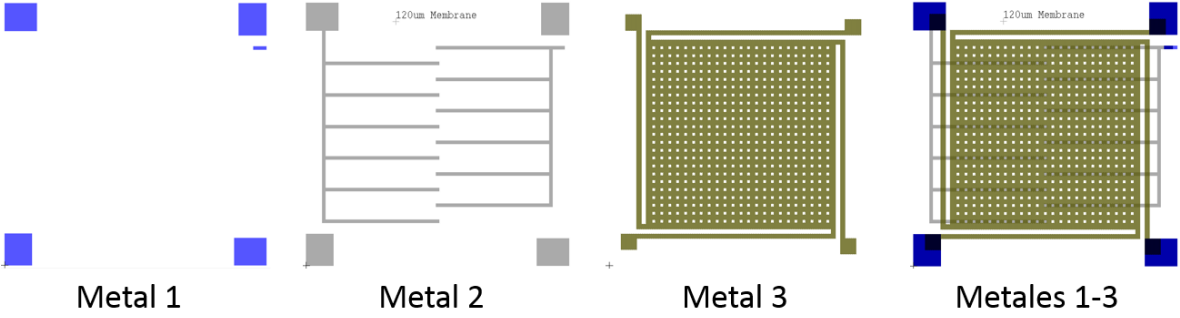 120um Membrane
120um Membrane
Metal 1
Metal 2
Metal 3
Metales 1-3